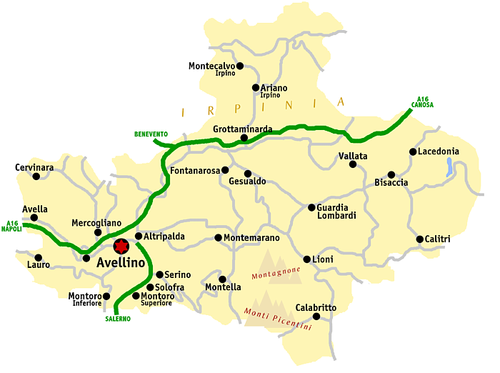 Montecalvo
Irpino
Ariano
Irpino
I R P I N I A
A16
CANOSA
Grottaminarda
BENEVENTO
Vallata
Lacedonia
Cervinara
Fontanarosa
Gesualdo
Bisaccia
Avella
Mercogliano
Guardia
Lombardi
A16
NAPOLI
Altripalda
Montemarano
Calitri
Lauro
Avellino
Lioni
Serino
Montagnone
Solofra
Montella
Montoro
Inferiore
Montoro
Superiore
Calabritto
SALERNO
Monti Picentini